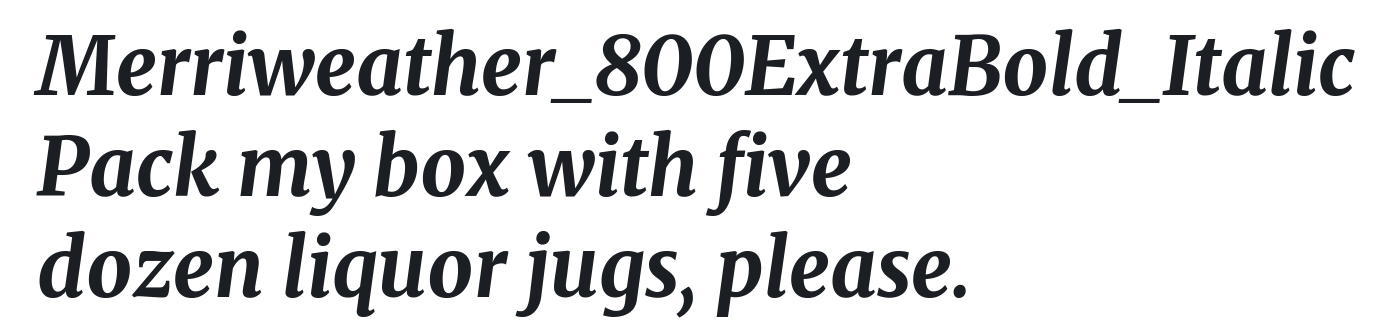 Merriweather_800ExtraBold_Italic
Pack my box with five
dozen liquor jugs, please.